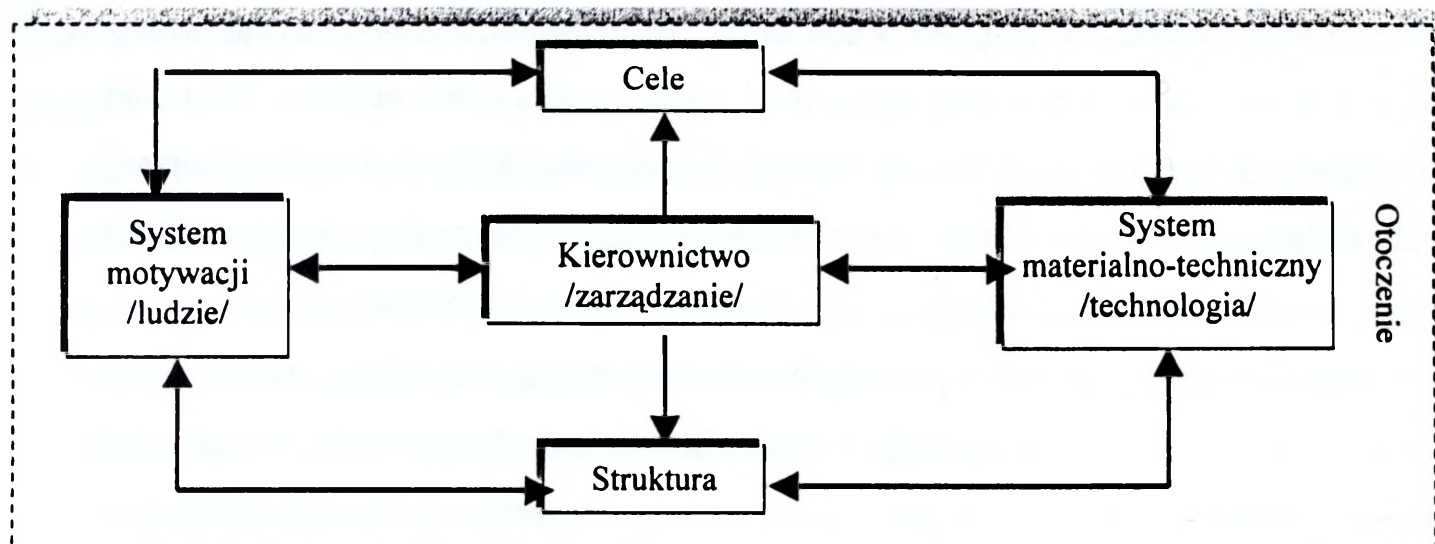 Cele
System
motywacji
/ludzie/
Kierownictwo
/zarządzanie/
System
materialno-techniczny
/technologia/
Otoczenie
Struktura